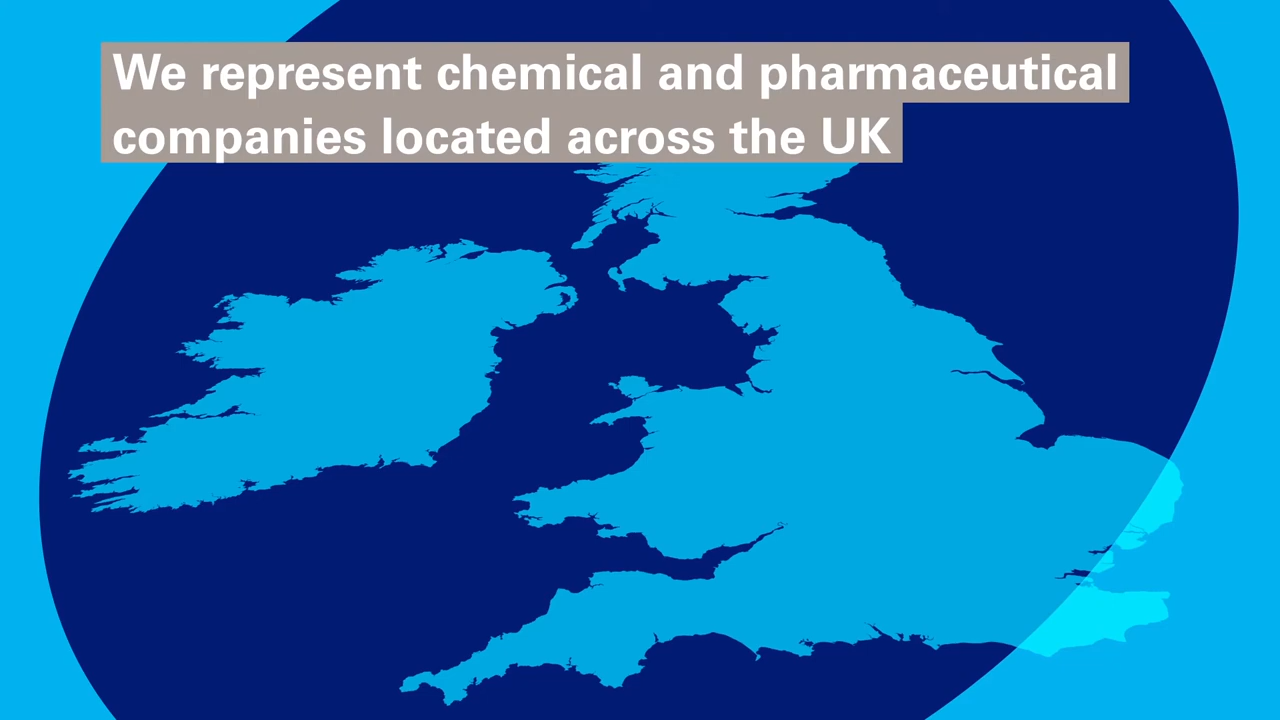 We represent chemical and pharmaceutical
companies located across the UK